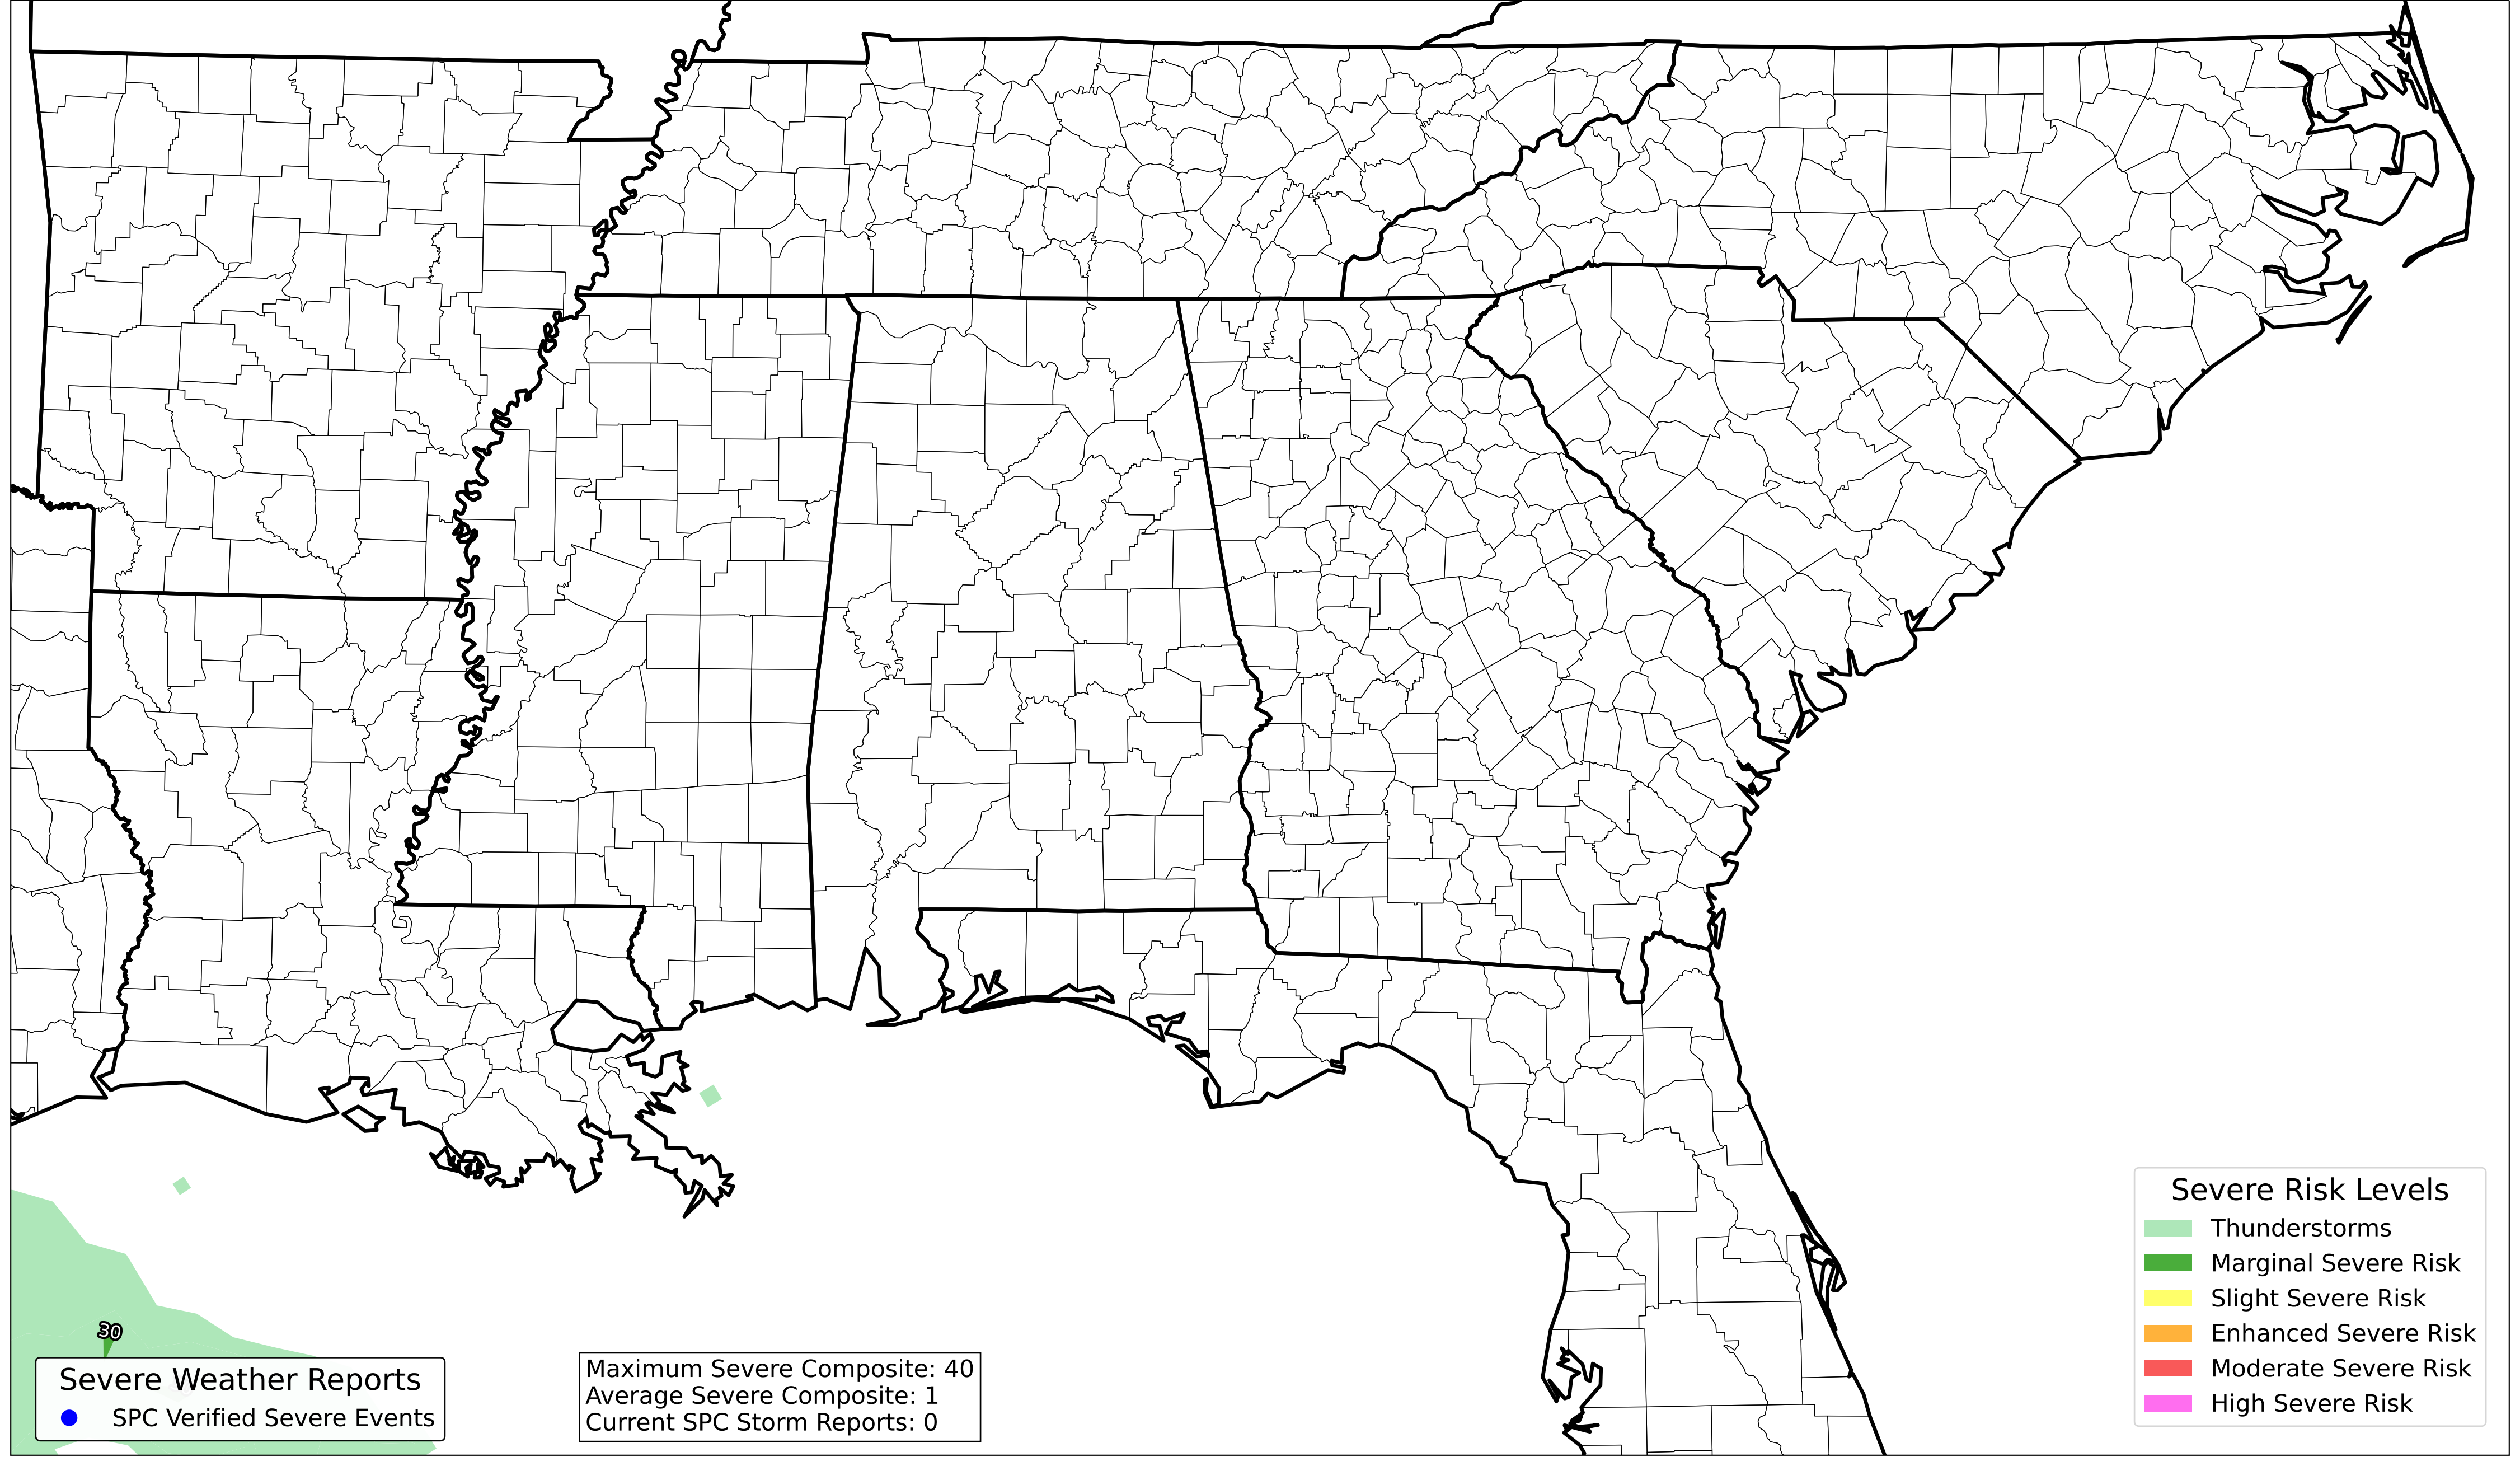 30
Severe Weather Reports
SPC Verified Severe Events
Maximum Severe Composite: 40
Average Severe Composite: 1
Current SPC Storm Reports: 0
Severe Risk Levels
Thunderstorms
Marginal Severe Risk
Slight Severe Risk
Enhanced Severe Risk
Moderate Severe Risk
High Severe Risk